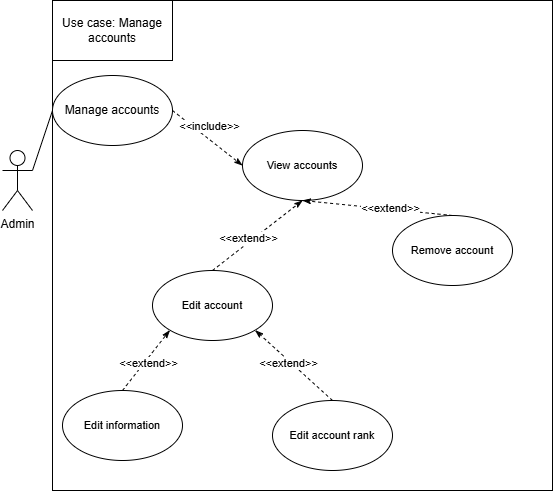 Use case: Manage
accounts
Manage accounts
<<include>>
View accounts
Admin
<<extend>>
<<extend>>
Remove account
Edit account
<<extend>>
<<extend>>
Edit information
Edit account rank